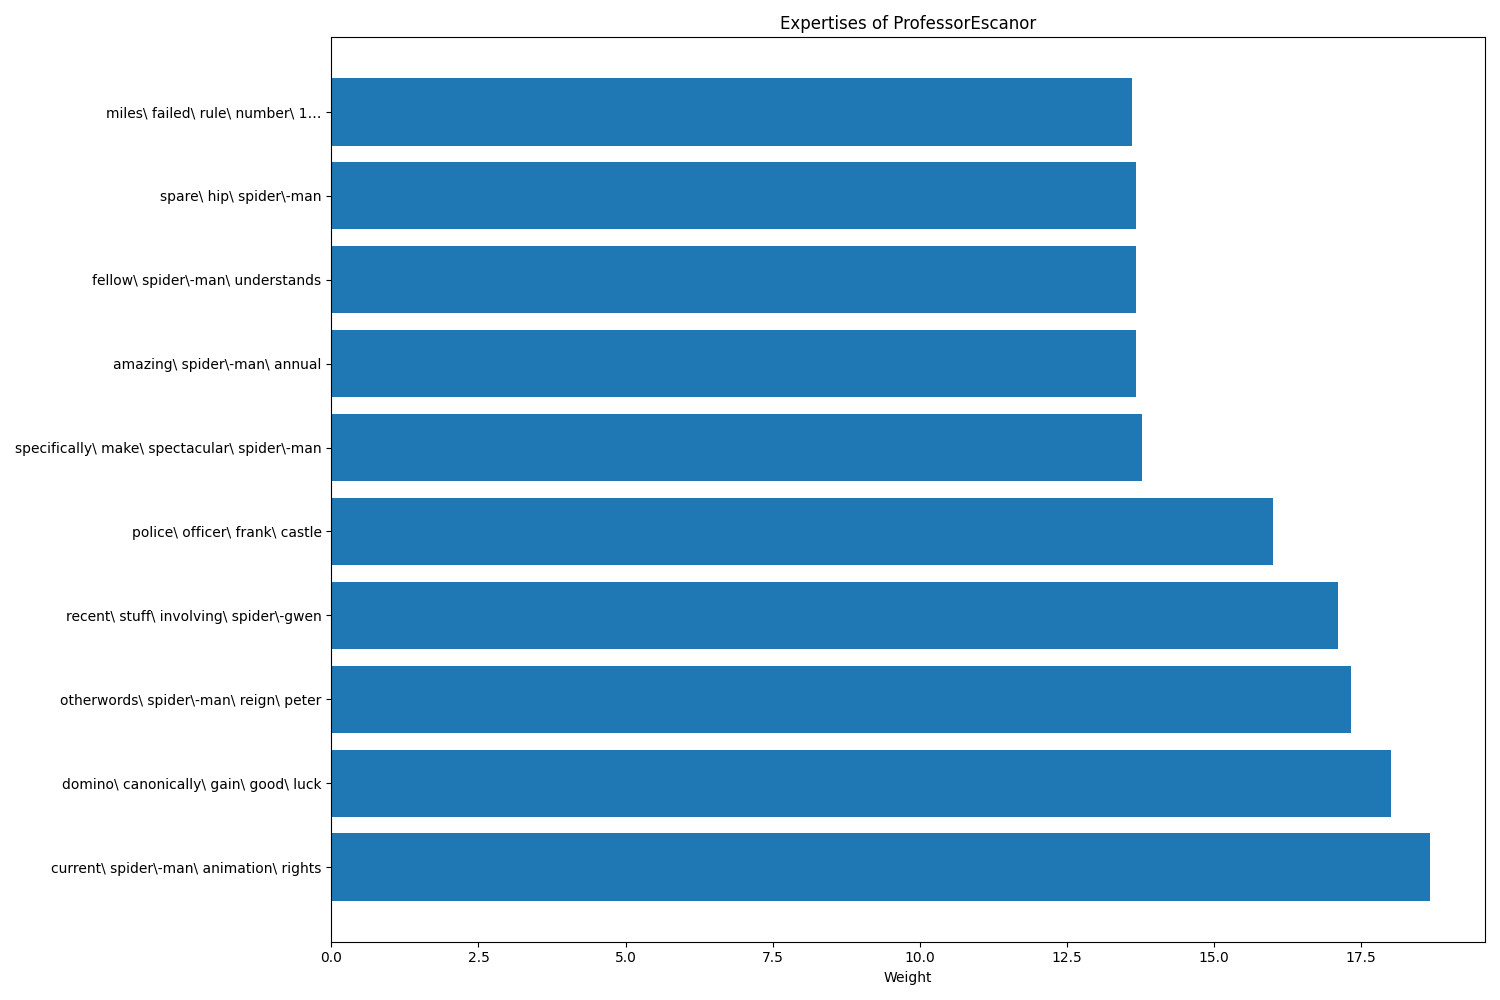 Expertises of ProfessorEscanor
miles\ failed\ rule\ number\ 1…
spare\ hip\ spider\-man
fellow\ spider\-man\ understands
amazing\ spider\-man\ annual
specifically\ make\ spectacular\ spider\-man
police\ officer\ frank\ castle
recent\ stuff\ involving\ spider\-gwen
otherwords\ spider\-man\ reign\ peter
domino\ canonically\ gain\ good\ luck
current\ spider\-man\ animation\ rights
0.0 2.5 5.0 7.5 10.0 12.5 15.0 17.5
Weight